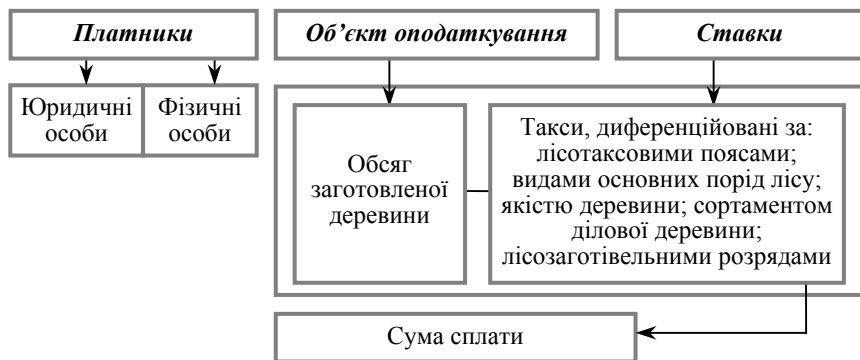 Платники
Об’єкт оподаткування
Ставки
Юридичні
особи
Фізичні
особи
Обсяг
заготовленої
деревини
Такси, диференційовані за:
лісотаксовими поясами;
видами основних порід лісу;
якістю деревини; сортаментом
ділової деревини;
лісозаготівельними розрядами
Сума сплати